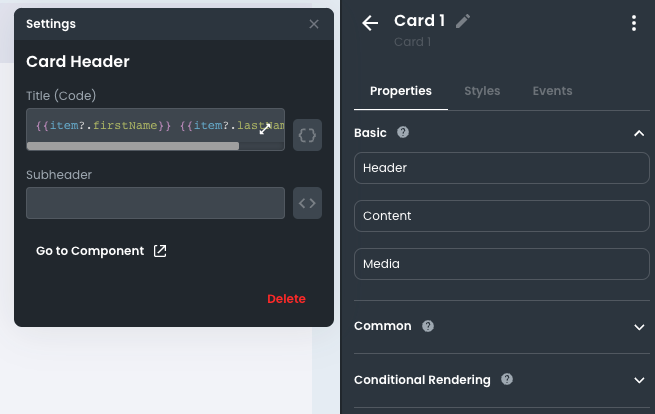 Settings
Card Header
Title (Code)
{{item?.firstName}} {{item?.lastNam
{}
Subheader
<>
Go to Component
Delete
Card 1
Card 1
Properties Styles Events
Basic ?
Header
Content
Media
Common ?
Conditional Rendering ?